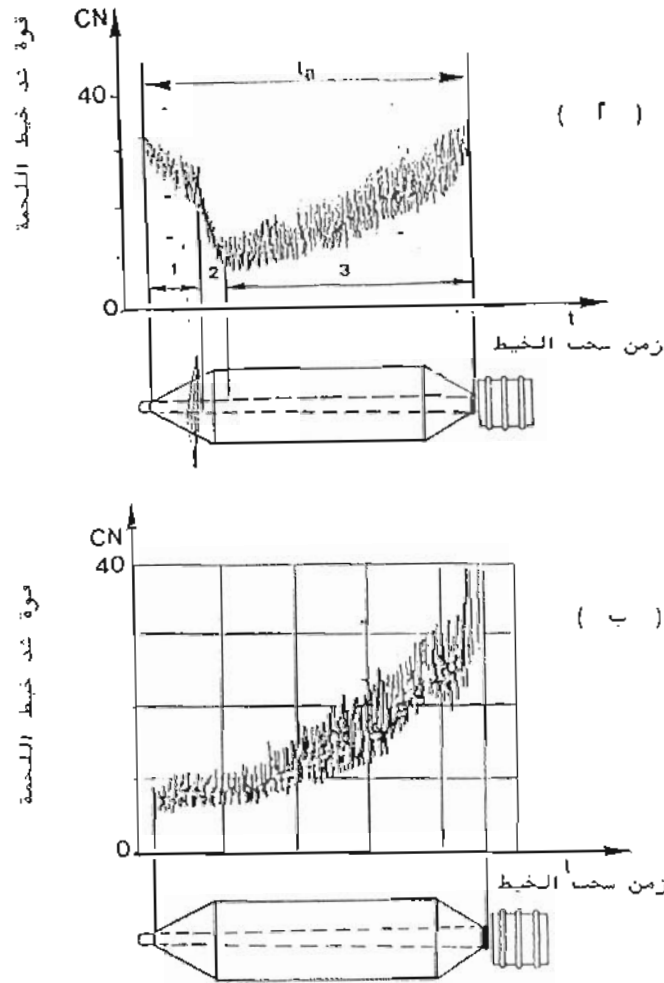 CN
قوة شد خيط اللحمة
40
( أ )
l₀
1
2
3
0
t
زمن سحب الخيط
CN
قوة شد خيط اللحمة
40
( ب )
0
زمن سحب الخيط